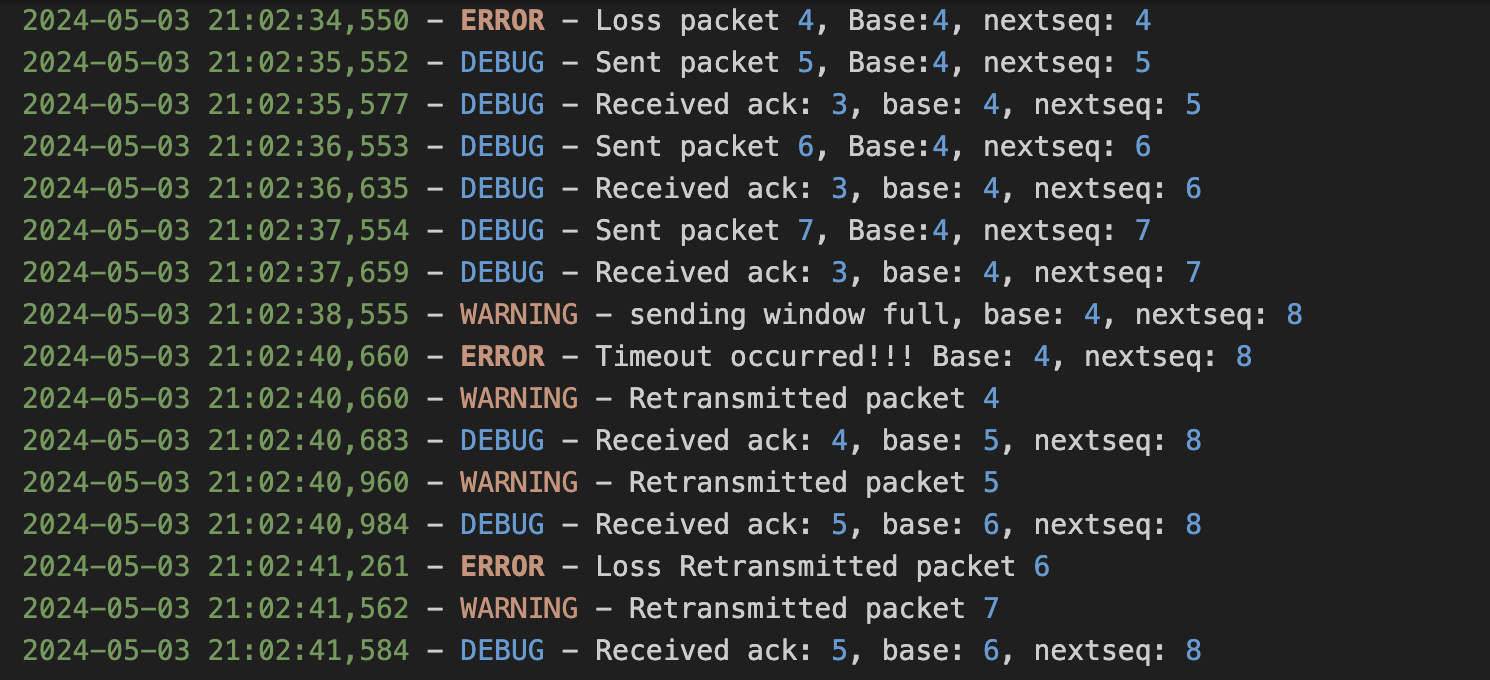 2024-05-03 21:02:34,550 - ERROR - Loss packet 4, Base:4, nextseq: 4
2024-05-03 21:02:35,552 - DEBUG - Sent packet 5, Base:4, nextseq: 5
2024-05-03 21:02:35,577 - DEBUG - Received ack: 3, base: 4, nextseq: 5
2024-05-03 21:02:36,553 - DEBUG - Sent packet 6, Base:4, nextseq: 6
2024-05-03 21:02:36,635 - DEBUG - Received ack: 3, base: 4, nextseq: 6
2024-05-03 21:02:37,554 - DEBUG - Sent packet 7, Base:4, nextseq: 7
2024-05-03 21:02:37,659 - DEBUG - Received ack: 3, base: 4, nextseq: 7
2024-05-03 21:02:38,555 - WARNING - sending window full, base: 4, nextseq: 8
2024-05-03 21:02:40,660 - ERROR - Timeout occurred!!! Base: 4, nextseq: 8
2024-05-03 21:02:40,660 - WARNING - Retransmitted packet 4
2024-05-03 21:02:40,683 - DEBUG - Received ack: 4, base: 5, nextseq: 8
2024-05-03 21:02:40,960 - WARNING - Retransmitted packet 5
2024-05-03 21:02:40,984 - DEBUG - Received ack: 5, base: 6, nextseq: 8
2024-05-03 21:02:41,261 - ERROR - Loss Retransmitted packet 6
2024-05-03 21:02:41,562 - WARNING - Retransmitted packet 7
2024-05-03 21:02:41,584 - DEBUG - Received ack: 5, base: 6, nextseq: 8